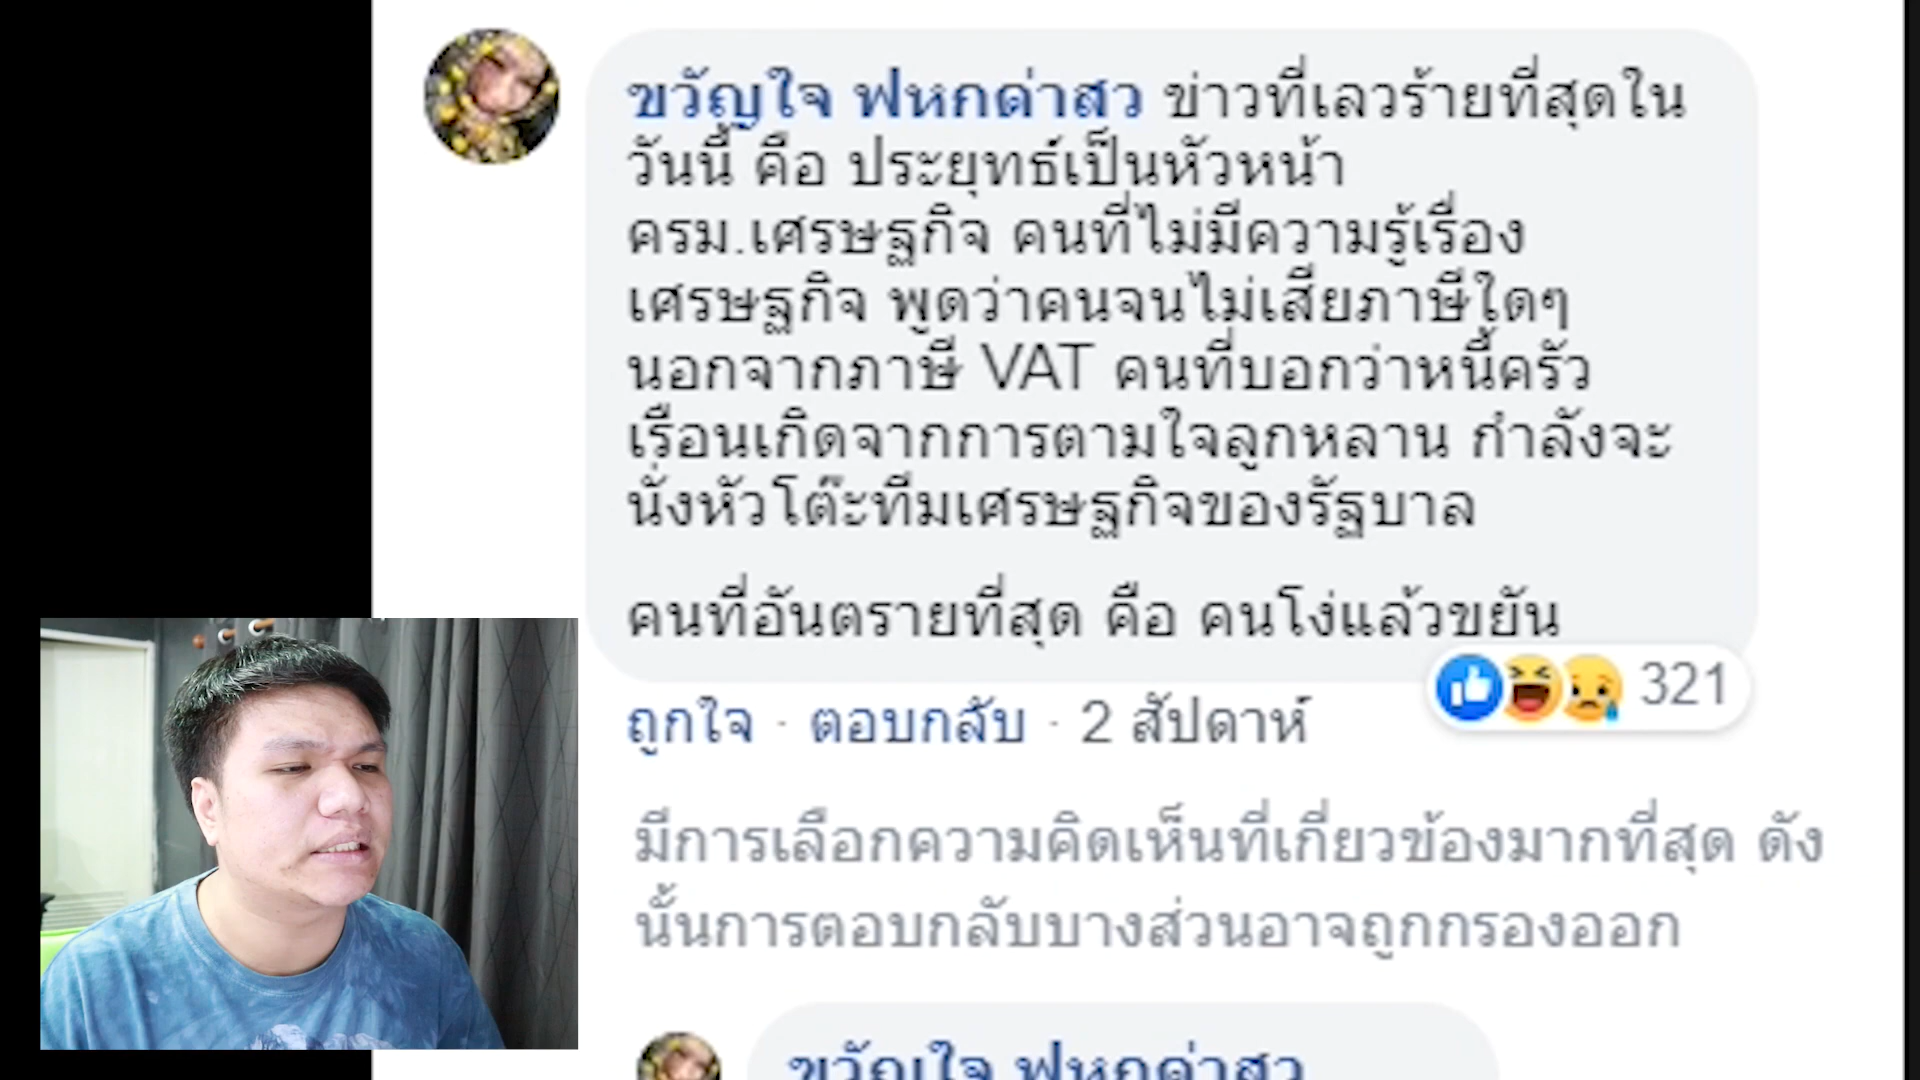 ขวัญใจ ฟหกด่าสว ข่าวที่เลวร้ายที่สุดใน
วันนี้ คือ ประยุทธ์เป็นหัวหน้า
ครม.เศรษฐกิจ คนที่ไม่มีความรู้เรื่อง
เศรษฐกิจ พูดว่าคนจนไม่เสียภาษีใดๆ
นอกจากภาษี VAT คนที่บอกว่าหนี้ครัว
เรือนเกิดจากการตามใจลูกหลาน กำลังจะ
นั่งหัวโต๊ะทีมเศรษฐกิจของรัฐบาล
คนที่อันตรายที่สุด คือ คนโง่แล้วขยัน
321
ถูกใจ · ตอบกลับ · 2 สัปดาห์
มีการเลือกความคิดเห็นที่เกี่ยวข้องมากที่สุด ดัง
นั้นการตอบกลับบางส่วนอาจถูกกรองออก
ขวัญใจ ฟหกด่าสว